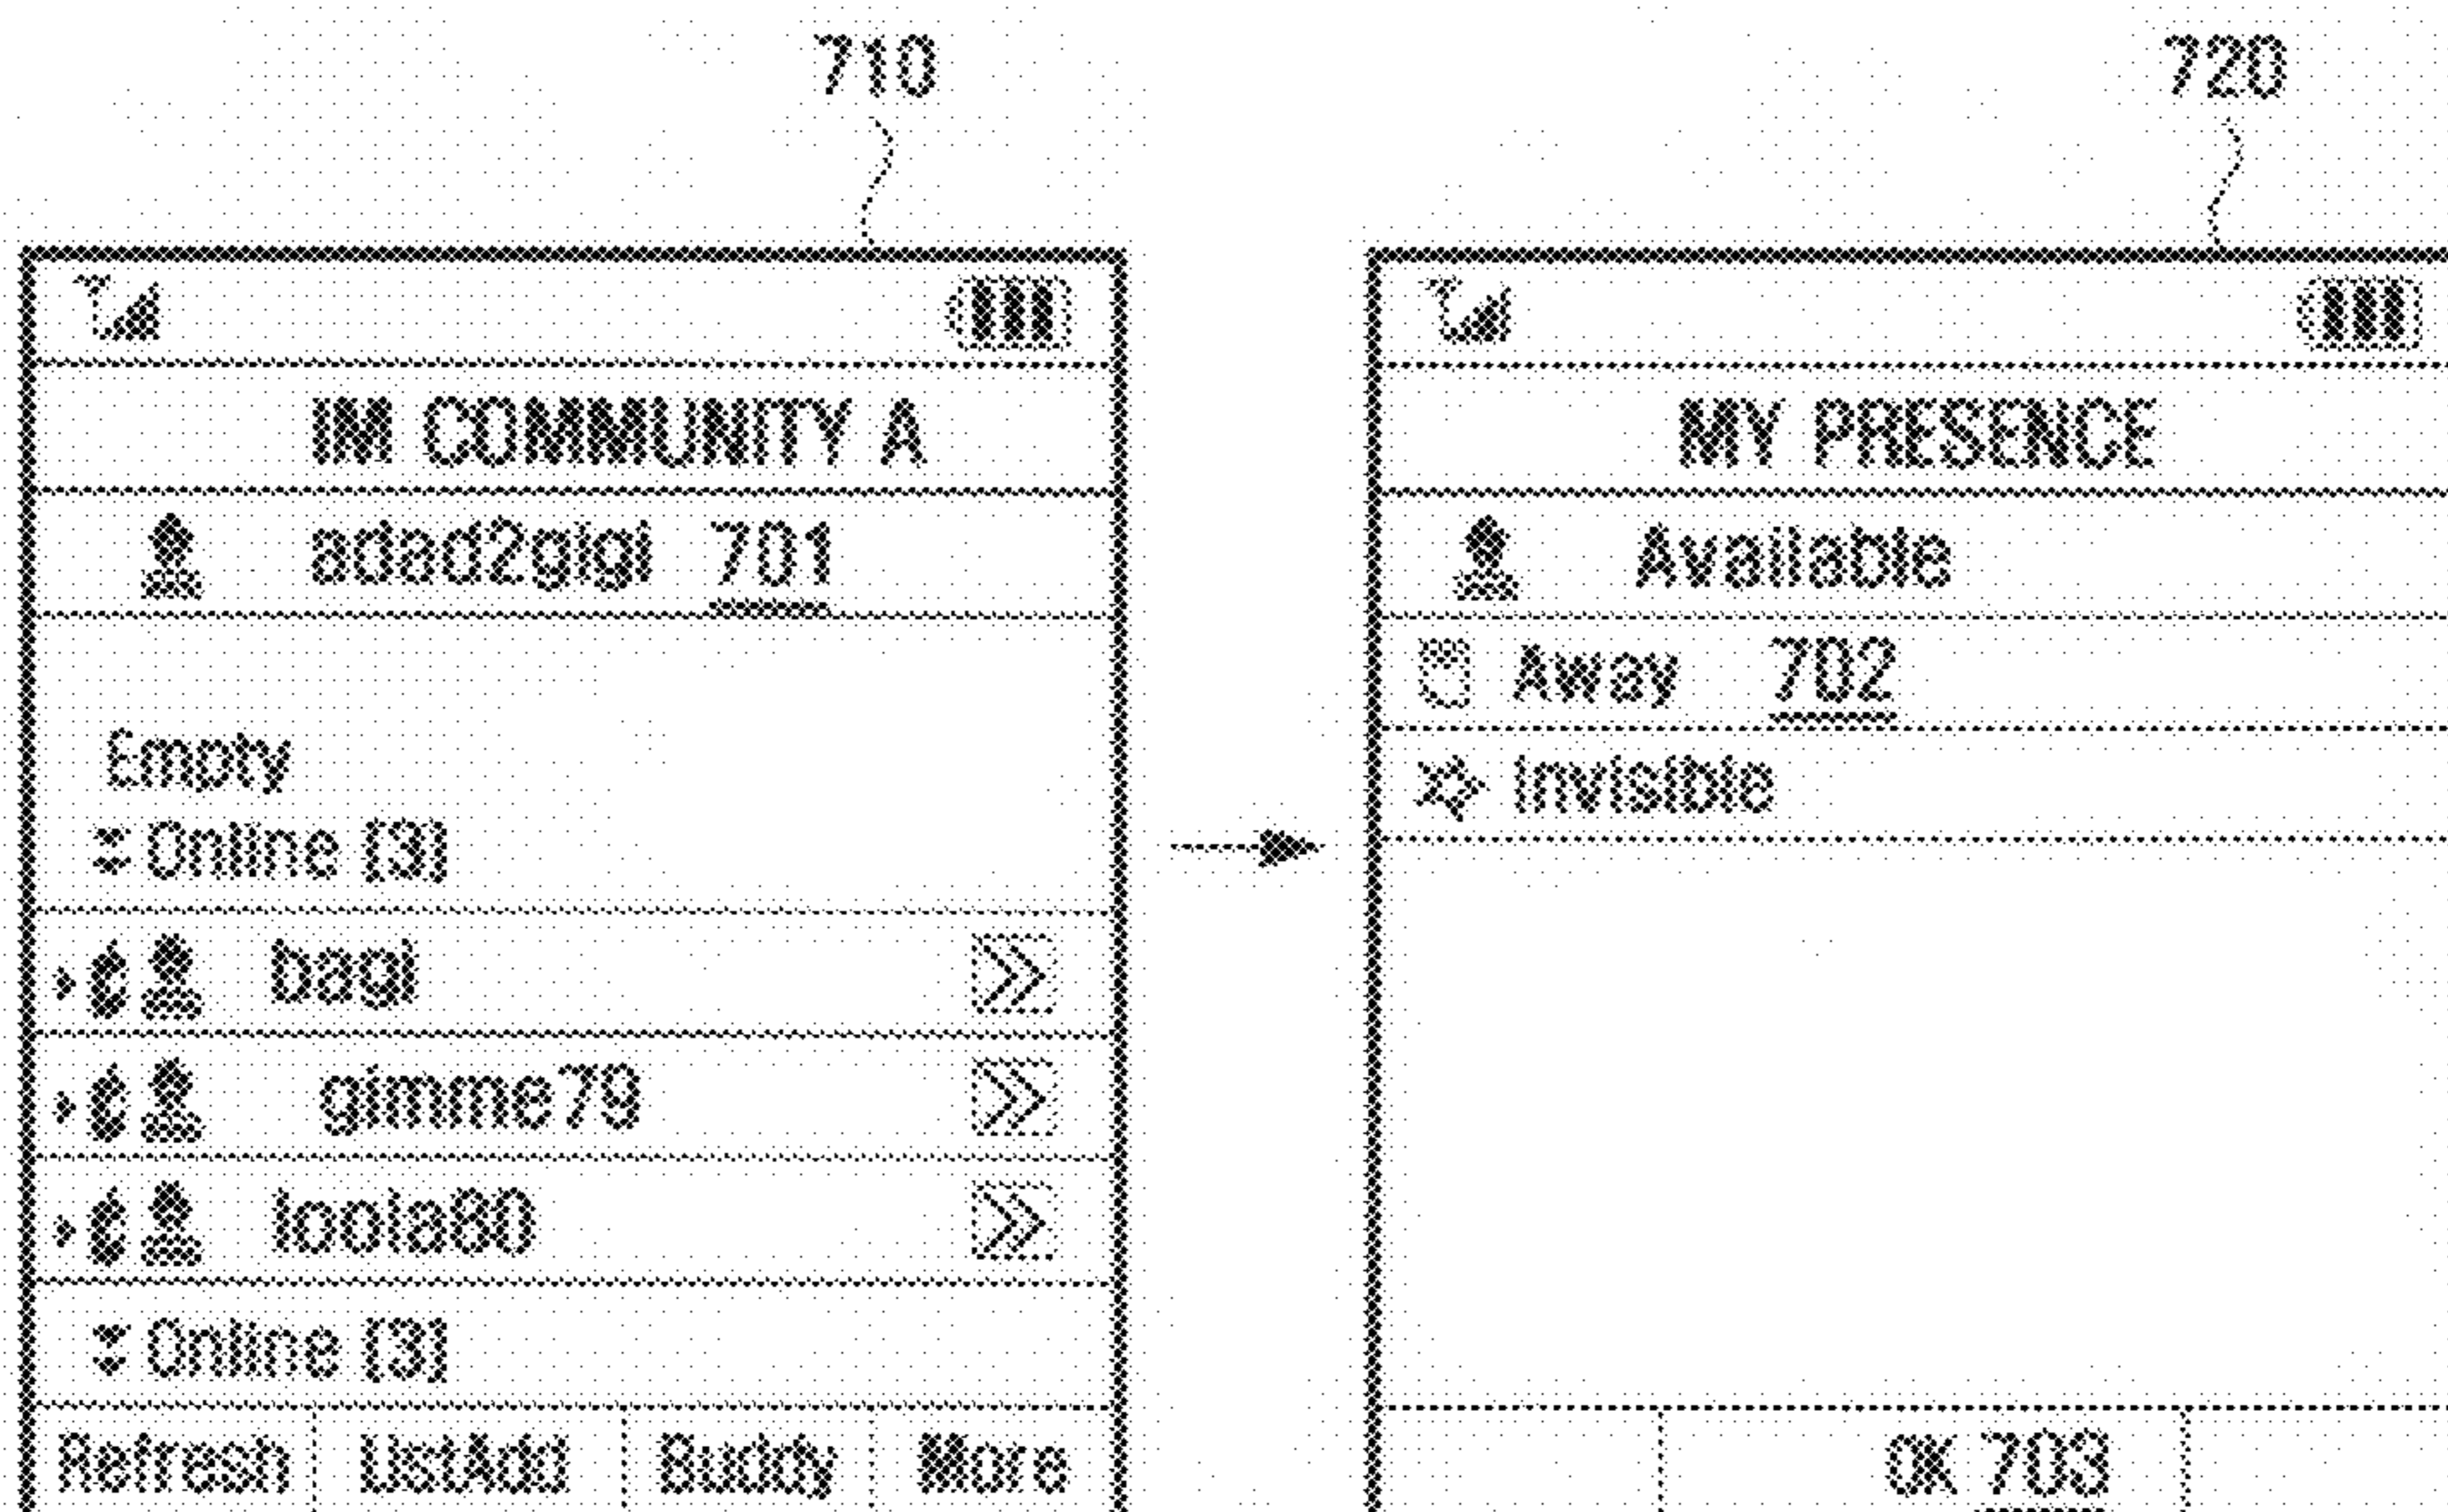 710
720
IM COMMUNITY A
adad2gigi 701
Empty
Online [3]
bagi
gimme79
loola80
Online [3]
Refresh
ListAdd
Buddy
More
MY PRESENCE
Available
Away 702
Invisible
OK 703